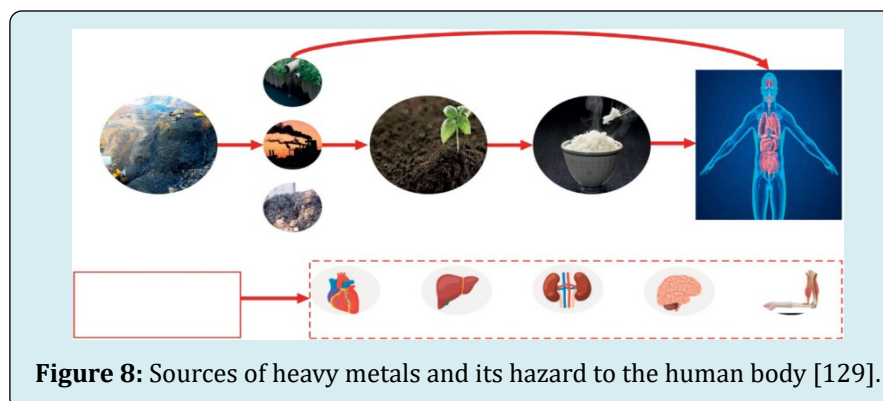 Figure 8: Sources of heavy metals and its hazard to the human body [129].